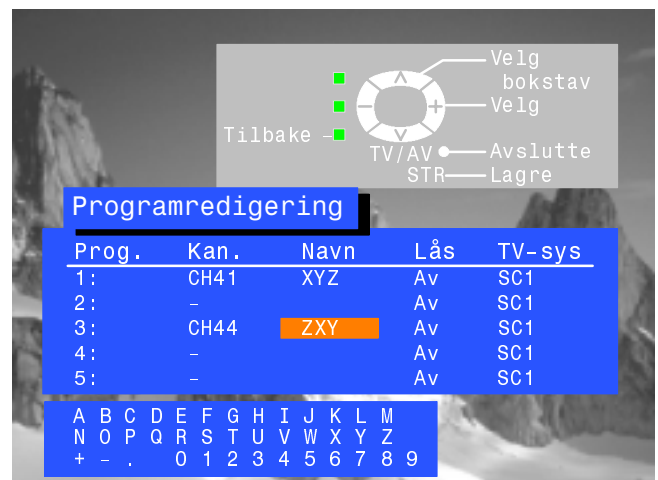 Velg
bokstav
Velg
Tilbake
TV/AV Avslutte
STR Lagre
Programredigering
Prog. Kan. Navn Lås TV-sys
1: CH41 XYZ Av SC1
2: - Av SC1
3: CH44 ZXY Av SC1
4: - Av SC1
5: - Av SC1
A B C D E F G H I J K L M
N O P Q R S T U V W X Y Z
+ - . 0 1 2 3 4 5 6 7 8 9